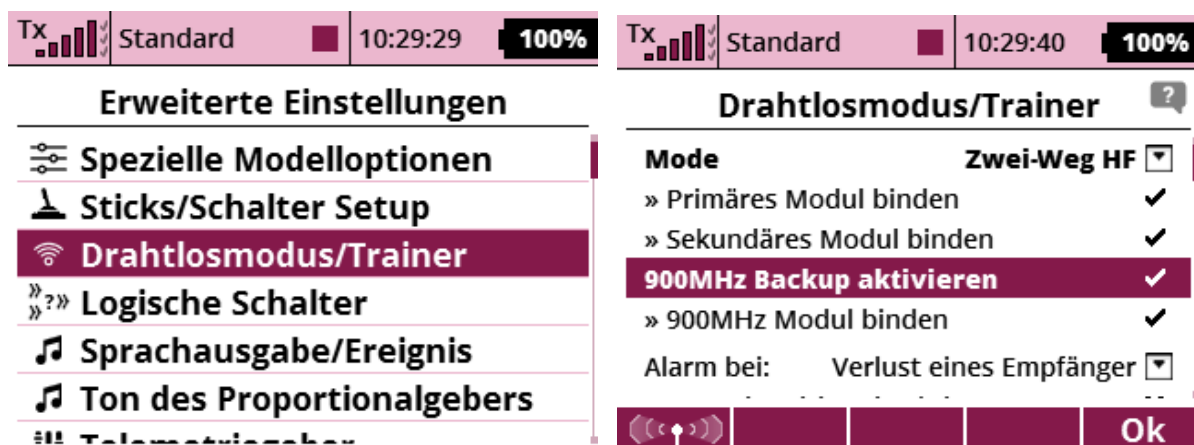 Tx Standard 10:29:29 100%
Erweiterte Einstellungen
Spezielle Modelloptionen
Sticks/Schalter Setup
Drahtlosmodus/Trainer
»?» Logische Schalter
Sprachausgabe/Ereignis
Ton des Proportionalgebers
Telemetriegeber
Tx Standard 10:29:40 100%
Drahtlosmodus/Trainer ?
Mode Zwei-Weg HF
» Primäres Modul binden
» Sekundäres Modul binden
900MHz Backup aktivieren
» 900MHz Modul binden
Alarm bei: Verlust eines Empfänger
Ok